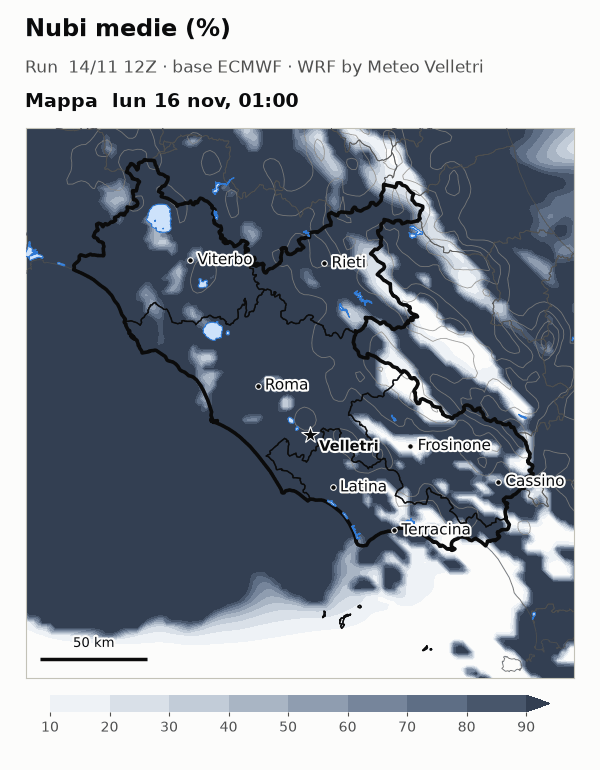 Nubi medie (%)
Run 14/11 12Z · base ECMWF · WRF by Meteo Velletri
Mappa lun 16 nov, 01:00
Viterbo
Rieti
Roma
Velletri
Frosinone
Latina
Cassino
Terracina
50 km
10 20 30 40 50 60 70 80 90